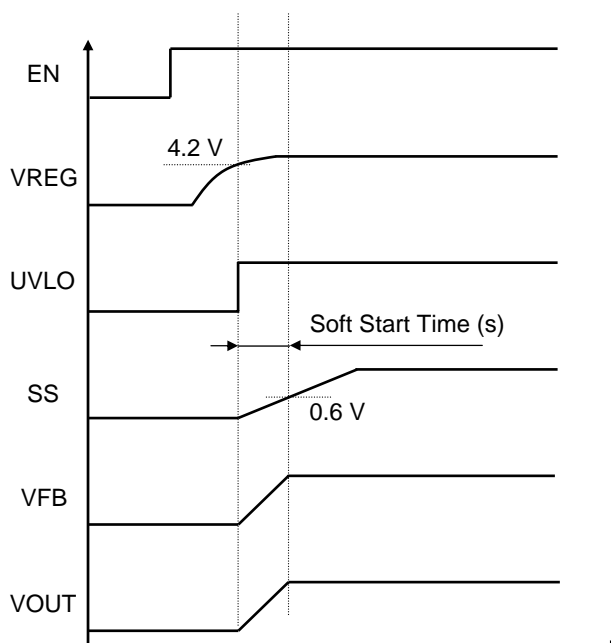 EN
4.2 V
VREG
UVLO
Soft Start Time (s)
SS
0.6 V
VFB
VOUT